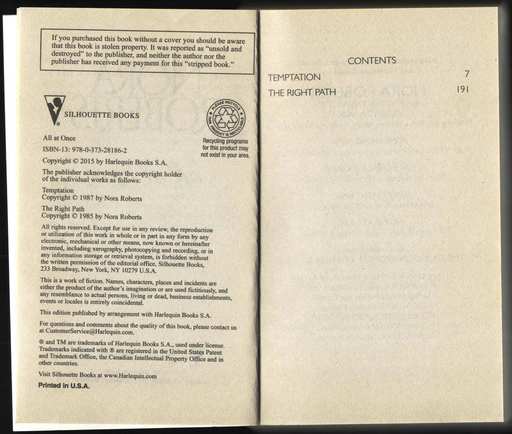 If you purchased this book without a cover you should be aware
that this book is stolen property. It was reported as "unsold and
destroyed" to the publisher, and neither the author nor the
publisher has received any payment for this "stripped book."
SILHOUETTE BOOKS
PLEASE RECYCLE
Recycling programs
for this product may
not exist in your area.
All at Once
ISBN-13: 978-0-373-28186-2
Copyright © 2015 by Harlequin Books S.A.
The publisher acknowledges the copyright holder
of the individual works as follows:
Temptation
Copyright © 1987 by Nora Roberts
The Right Path
Copyright © 1985 by Nora Roberts
All rights reserved. Except for use in any review, the reproduction
or utilization of this work in whole or in part in any form by any
electronic, mechanical or other means, now known or hereinafter
invented, including xerography, photocopying and recording, or in
any information storage or retrieval system, is forbidden without
the written permission of the editorial office, Silhouette Books,
233 Broadway, New York, NY 10279 U.S.A.
This is a work of fiction. Names, characters, places and incidents are
either the product of the author's imagination or are used fictitiously, and
any resemblance to actual persons, living or dead, business establishments,
events or locales is entirely coincidental.
This edition published by arrangement with Harlequin Books S.A.
For questions and comments about the quality of this book, please contact us
at CustomerService@Harlequin.com.
® and TM are trademarks of Harlequin Books S.A., used under license.
Trademarks indicated with ® are registered in the United States Patent
and Trademark Office, the Canadian Intellectual Property Office and in
other countries.
Visit Silhouette Books at www.Harlequin.com
Printed in U.S.A.
CONTENTS
TEMPTATION 7
THE RIGHT PATH 191